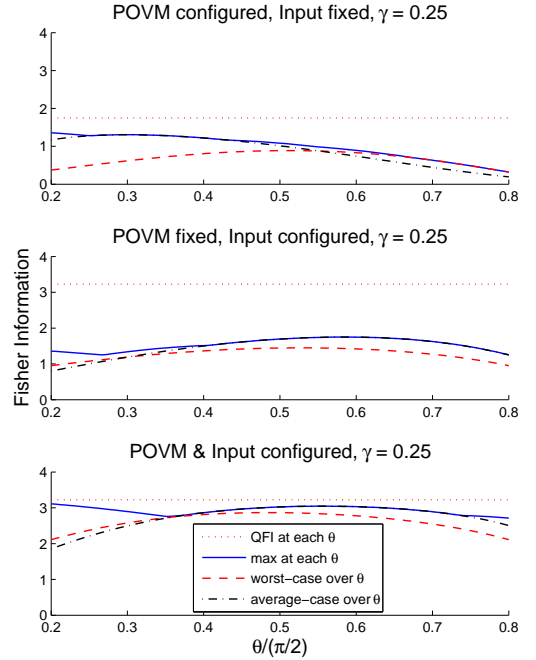 POVM configured, Input fixed, γ = 0.25
4
3
2
1
0
0.2 0.3 0.4 0.5 0.6 0.7 0.8
POVM fixed, Input configured, γ = 0.25
4
3
2
1
0
0.2 0.3 0.4 0.5 0.6 0.7 0.8
Fisher Information
POVM & Input configured, γ = 0.25
4
3
2
1
0
QFI at each θ
max at each θ
worst−case over θ
average−case over θ
0.2 0.3 0.4 0.5 0.6 0.7 0.8
θ/(π/2)